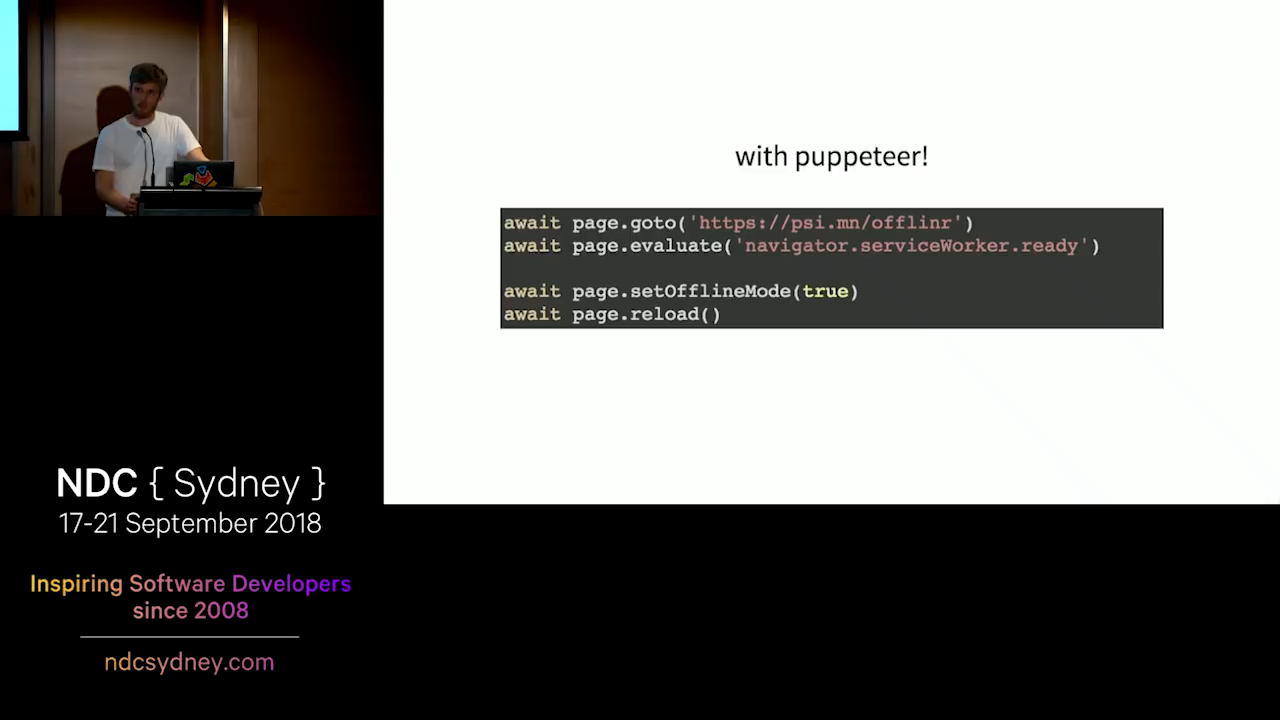 with puppeteer!
await page.goto('https://psi.mn/offlinr')
await page.evaluate('navigator.serviceWorker.ready')
await page.setOfflineMode(true)
await page.reload()
NDC { Sydney }
17-21 September 2018
Inspiring Software Developers
since 2008
ndcsydney.com